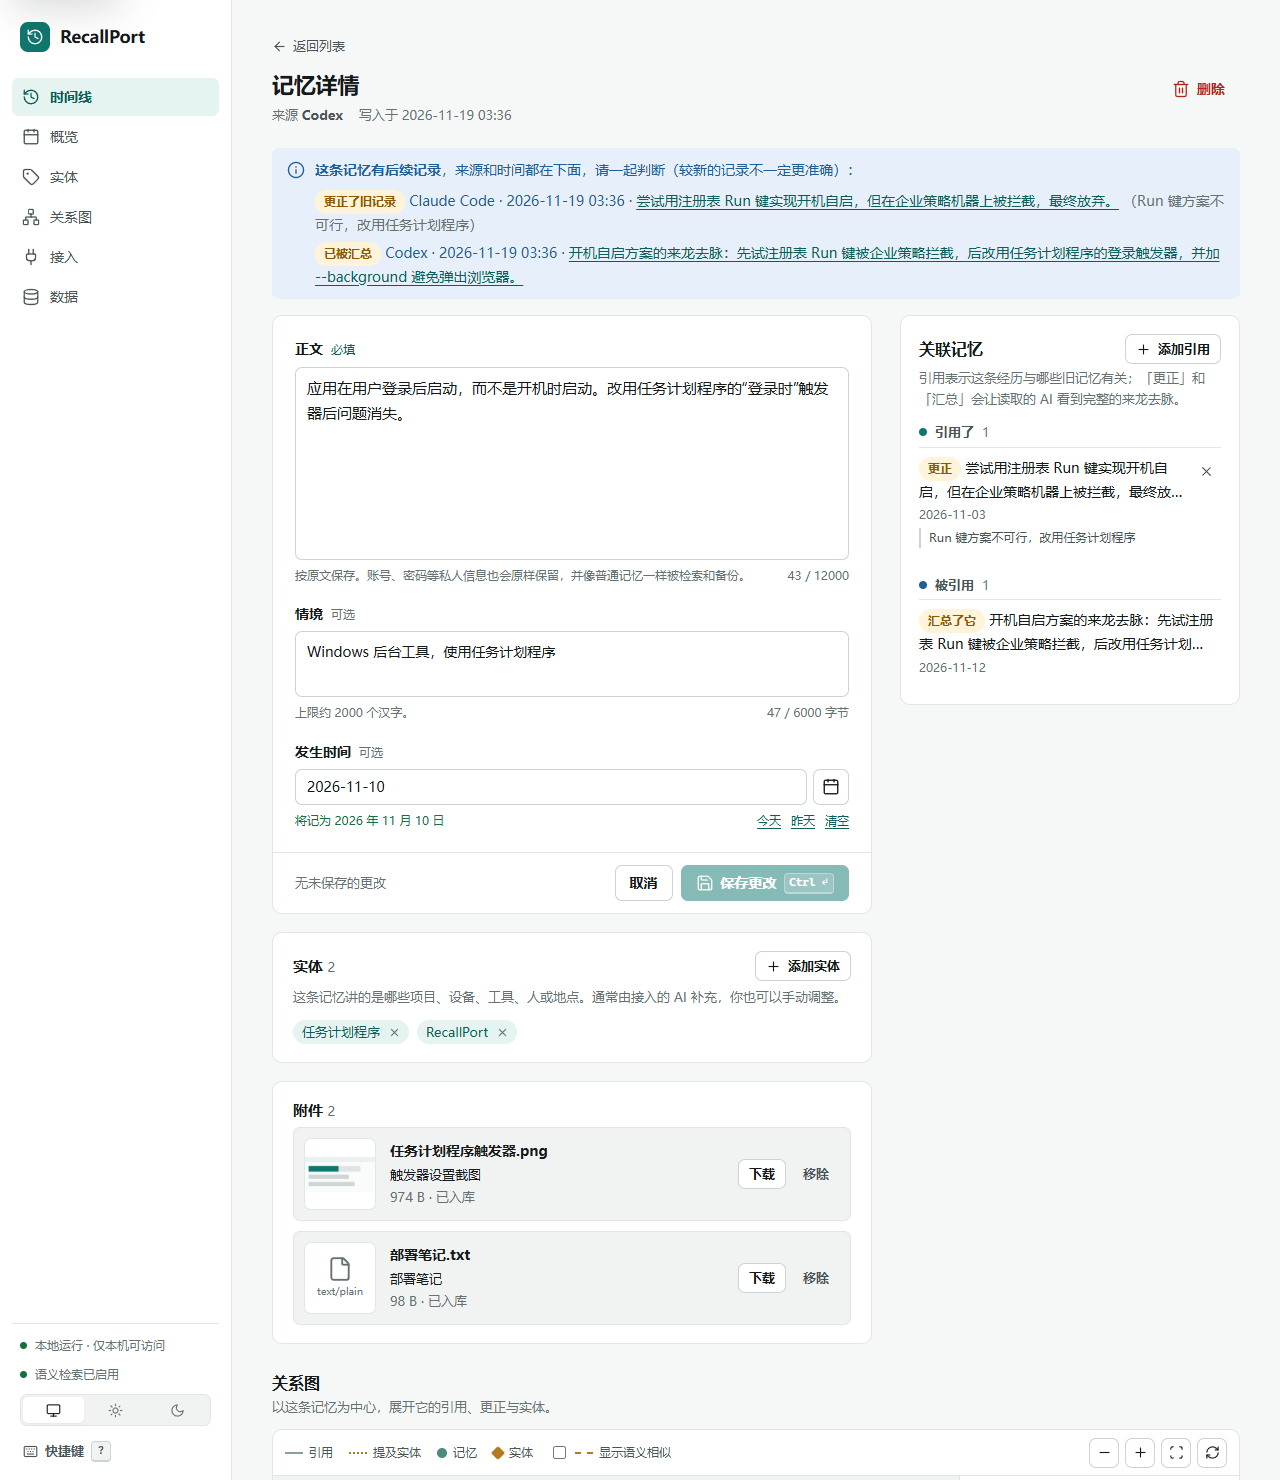 RecallPort
时间线
概览
实体
关系图
接入
数据
本地运行 · 仅本机可访问
语义检索已启用
快捷键 ?
返回列表
记忆详情
来源 Codex 写入于 2026-11-19 03:36
删除
这条记忆有后续记录，来源和时间都在下面，请一起判断（较新的记录不一定更准确）：
更正了旧记录 Claude Code · 2026-11-19 03:36 · 尝试用注册表 Run 键实现开机自启，但在企业策略机器上被拦截，最终放弃。 （Run 键方案不
可行，改用任务计划程序）
已被汇总 Codex · 2026-11-19 03:36 · 开机自启方案的来龙去脉：先试注册表 Run 键被企业策略拦截，后改用任务计划程序的登录触发器，并加
--background 避免弹出浏览器。
正文 必填
应用在用户登录后启动，而不是开机时启动。改用任务计划程序的“登录时”触发
器后问题消失。
按原文保存。账号、密码等私人信息也会原样保留，并像普通记忆一样被检索和备份。 43 / 12000
情境 可选
Windows 后台工具，使用任务计划程序
上限约 2000 个汉字。 47 / 6000 字节
发生时间 可选
2026-11-10
将记为 2026 年 11 月 10 日 今天 昨天 清空
无未保存的更改 取消 保存更改 Ctrl ⏎
关联记忆 添加引用
引用表示这条经历与哪些旧记忆有关；「更正」和
「汇总」会让读取的 AI 看到完整的来龙去脉。
引用了 1
更正 尝试用注册表 Run 键实现开机自
启，但在企业策略机器上被拦截，最终放...
2026-11-03
Run 键方案不可行，改用任务计划程序
被引用 1
汇总了它 开机自启方案的来龙去脉：先试注册
表 Run 键被企业策略拦截，后改用任务计划...
2026-11-12
实体 2 添加实体
这条记忆讲的是哪些项目、设备、工具、人或地点。通常由接入的 AI 补充，你也可以手动调整。
任务计划程序 RecallPort
附件 2
任务计划程序触发器.png
触发器设置截图
974 B · 已入库
下载 移除
text/plain
部署笔记.txt
部署笔记
98 B · 已入库
下载 移除
关系图
以这条记忆为中心，展开它的引用、更正与实体。
引用 提及实体 记忆 实体 显示语义相似